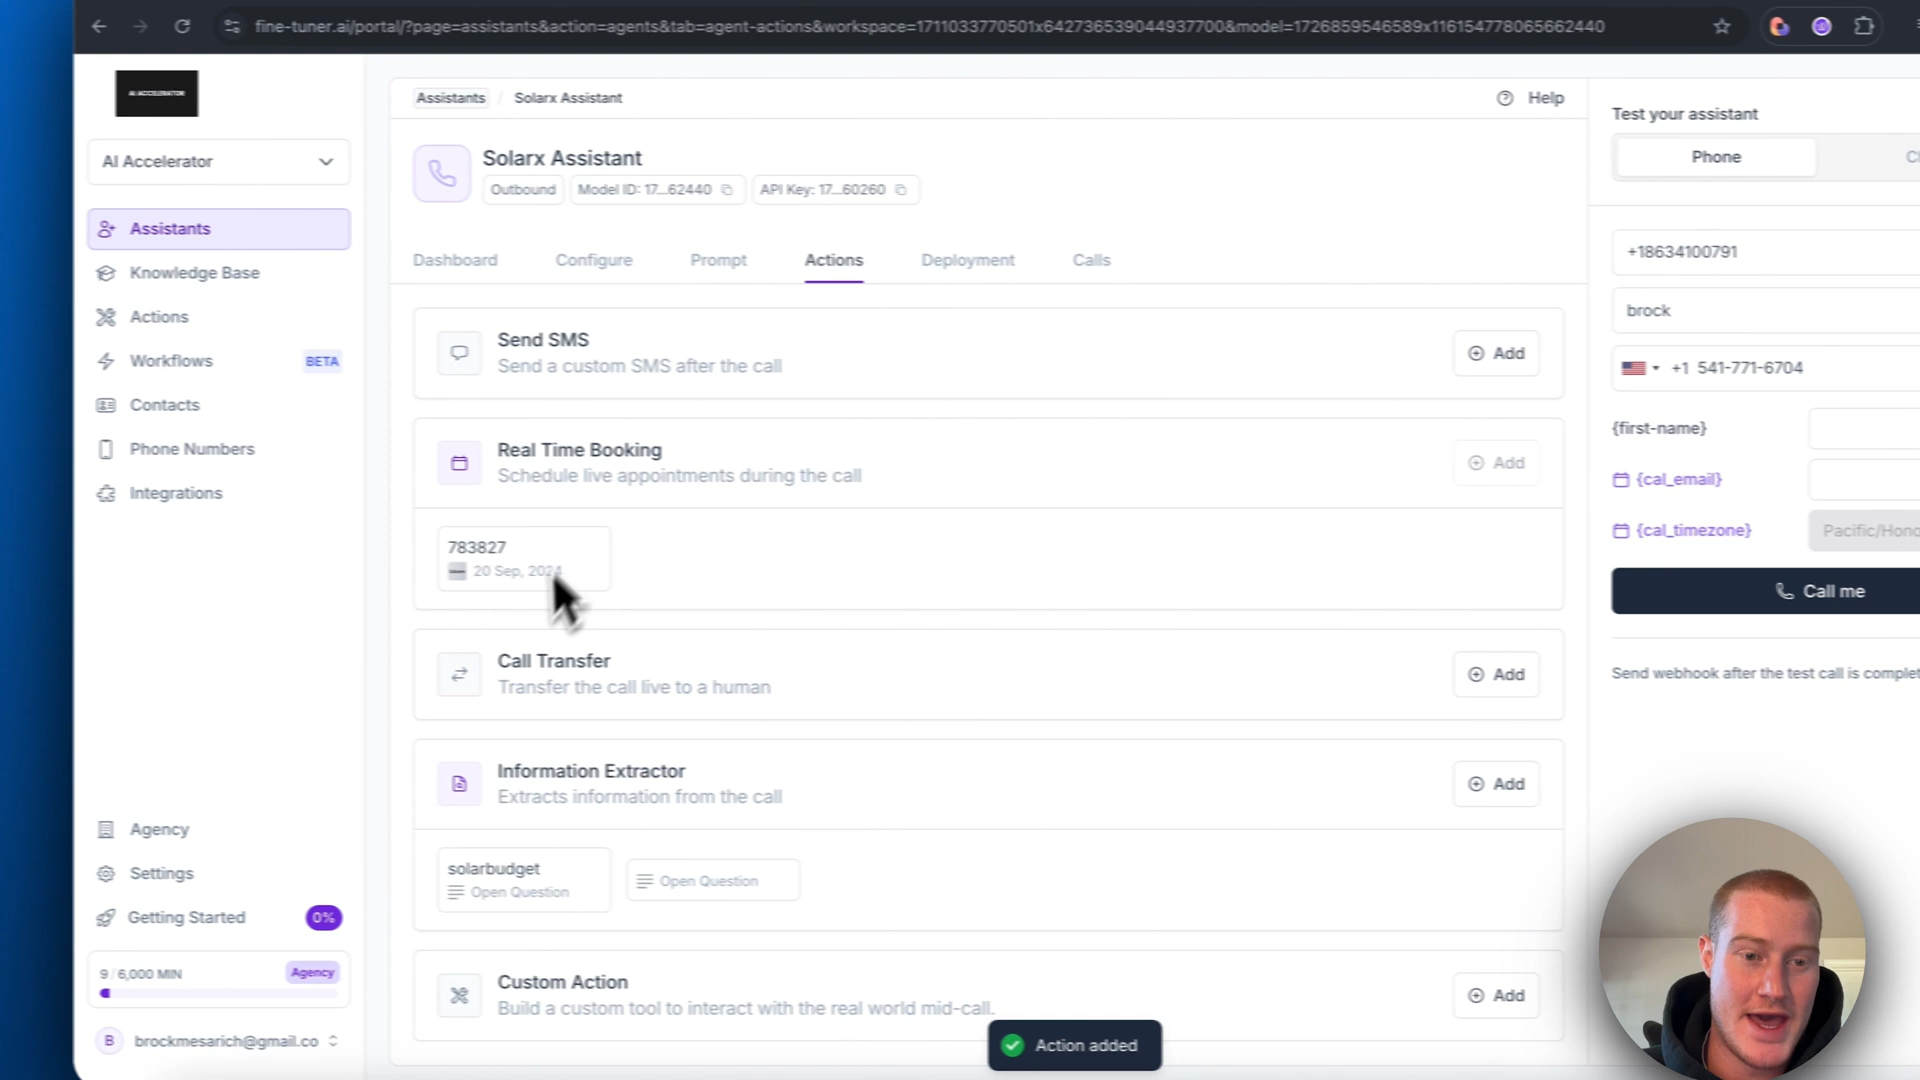 fine-tuner.ai/portal/?page=assistants&action=agents&tab=agent-actions&workspace=1711033770501x642736539044937700&model=1726859546589x116154778065662440
AI ACCELERATOR
AI Accelerator
Assistants
Knowledge Base
Actions
Workflows BETA
Contacts
Phone Numbers
Integrations
Agency
Settings
Getting Started 0%
9 / 6,000 MIN Agency
B brockmesarich@gmail.co
Assistants / Solarx Assistant
Help
Solarx Assistant
Outbound Model ID: 17...62440 API Key: 17...60260
Dashboard Configure Prompt Actions Deployment Calls
Send SMS
Send a custom SMS after the call
Add
Real Time Booking
Schedule live appointments during the call
Add
783827
20 Sep, 2024
Call Transfer
Transfer the call live to a human
Add
Information Extractor
Extracts information from the call
Add
solarbudget
Open Question
Open Question
Custom Action
Build a custom tool to interact with the real world mid-call.
Add
Action added
Test your assistant
Phone
+18634100791
brock
+1 541-771-6704
{first-name}
{cal_email}
{cal_timezone} Pacific/Hono
Call me
Send webhook after the test call is complet